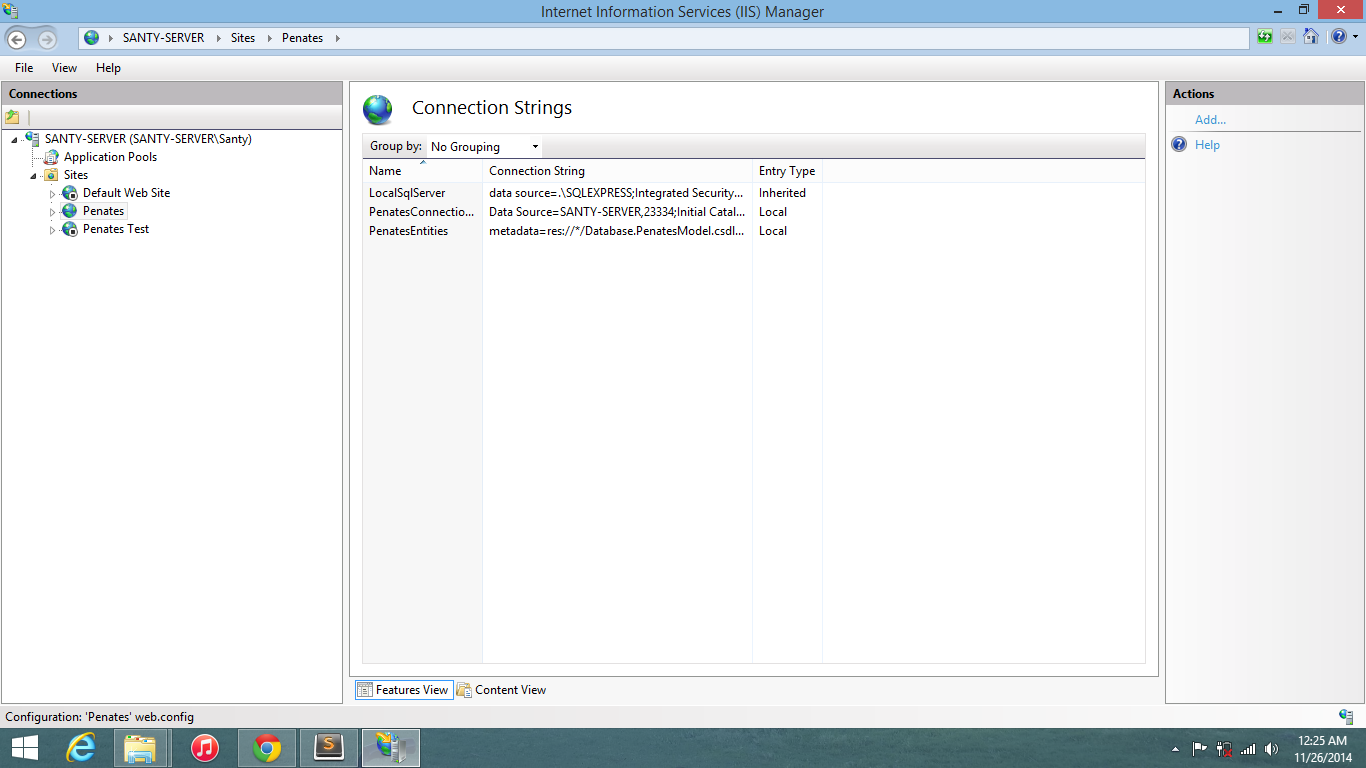 Internet Information Services (IIS) Manager
SANTY-SERVER Sites Penates
File View Help
Connections
SANTY-SERVER (SANTY-SERVER\Santy)
Application Pools
Sites
Default Web Site
Penates
Penates Test
Connection Strings
Group by: No Grouping
Name Connection String Entry Type
LocalSqlServer data source=.\SQLEXPRESS;Integrated Security... Inherited
PenatesConnectio... Data Source=SANTY-SERVER,23334;Initial Catal... Local
PenatesEntities metadata=res://*/Database.PenatesModel.csdl... Local
Features View Content View
Actions
Add...
Help
Configuration: 'Penates' web.config
12:25 AM
11/26/2014